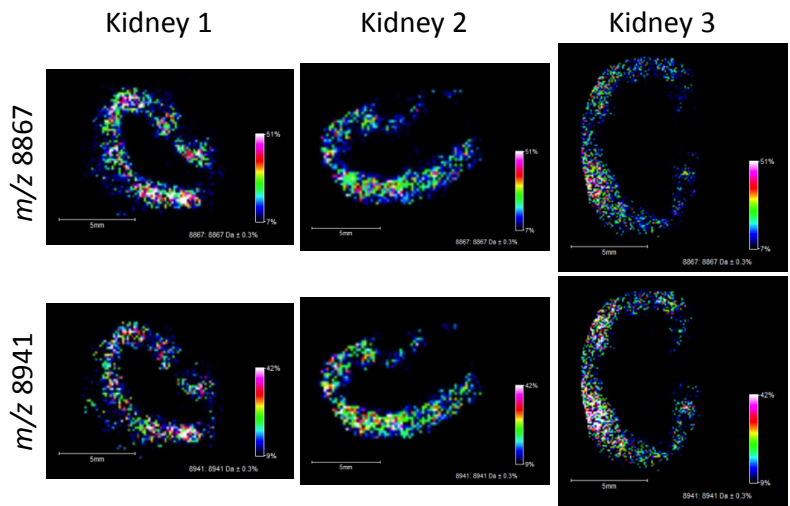 Kidney 1
Kidney 2
Kidney 3
m/z 8867
51%
7%
5mm
8867: 8867 Da ± 0.3%
51%
7%
5mm
8867: 8867 Da ± 0.3%
51%
7%
5mm
8867: 8867 Da ± 0.3%
m/z 8941
42%
9%
5mm
8941: 8941 Da ± 0.3%
42%
9%
5mm
8941: 8941 Da ± 0.3%
42%
9%
5mm
8941: 8941 Da ± 0.3%